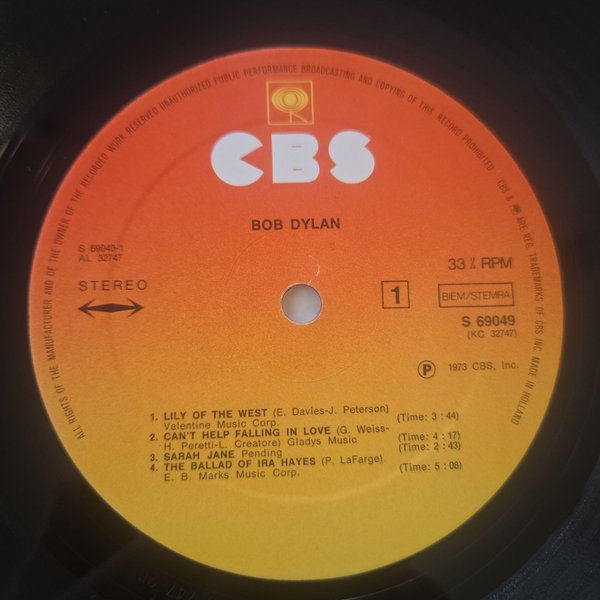 ALL RIGHTS OF THE MANUFACTURER AND OF THE OWNER OF THE RECORDED WORK RESERVED UNAUTHORIZED PUBLIC PERFORMANCE BROADCASTING AND COPYING OF THIS RECORD PROHIBITED CBS & ARE REG. TRADEMARKS OF CBS INC. MADE IN HOLLAND
CBS
BOB DYLAN
S 69049-1
AL 32747
STEREO
33⅓ RPM
1
BIEM/STEMRA
S 69049
(KC 32747)
Ⓟ 1973 CBS, Inc.
1. LILY OF THE WEST (E. Davies-J. Peterson)
Valentine Music Corp. (Time: 3 : 44)
2. CAN'T HELP FALLING IN LOVE (G. Weiss-
H. Peretti-L. Creatore) Gladys Music (Time: 4 : 17)
3. SARAH JANE Pending (Time: 2 : 43)
4. THE BALLAD OF IRA HAYES (P. LaFarge) (Time: 5 : 08)
E. B. Marks Music Corp.